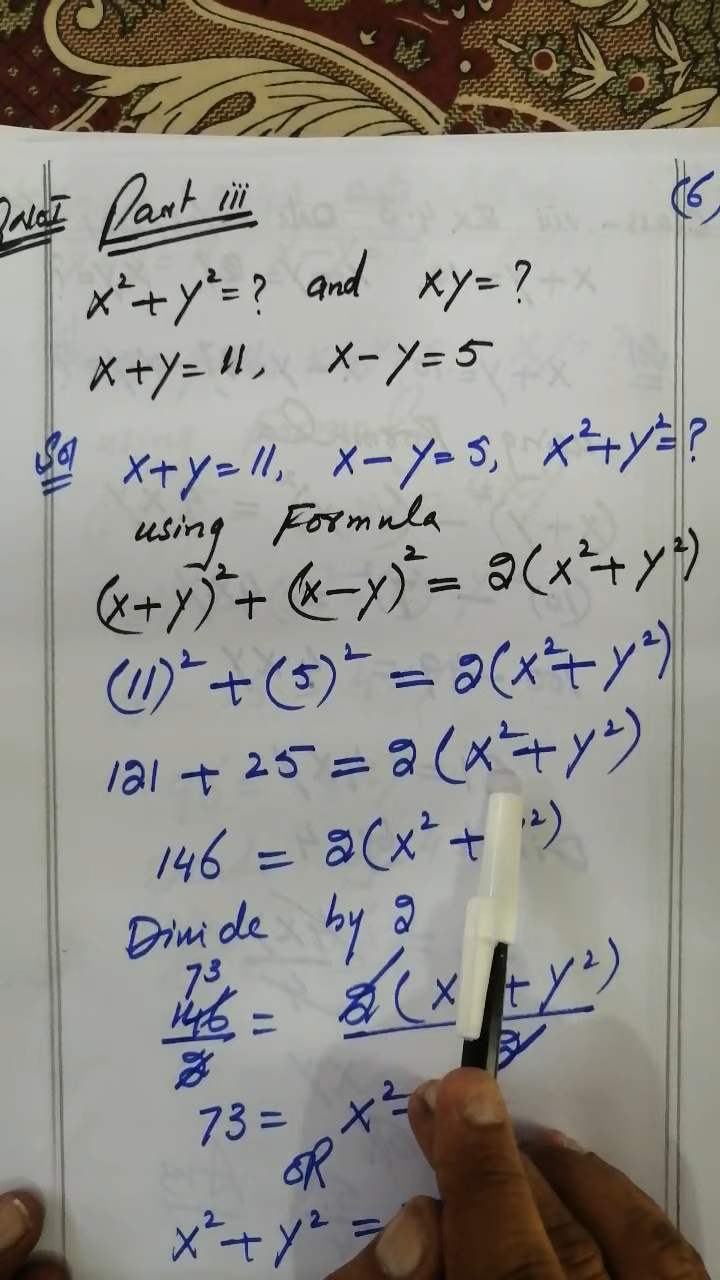 Part iii (6)
x² + y² = ? and xy = ?
x + y = 11, x - y = 5
Sol x + y = 11, x - y = 5, x² + y² = ?
using Formula
(x + y)² + (x - y)² = 2(x² + y²)
(11)² + (5)² = 2(x² + y²)
121 + 25 = 2(x² + y²)
146 = 2(x² + ²)
Divide by 2
73
146 = 2(x + y²)
2 2
73 = x²
OR
x² + y² =